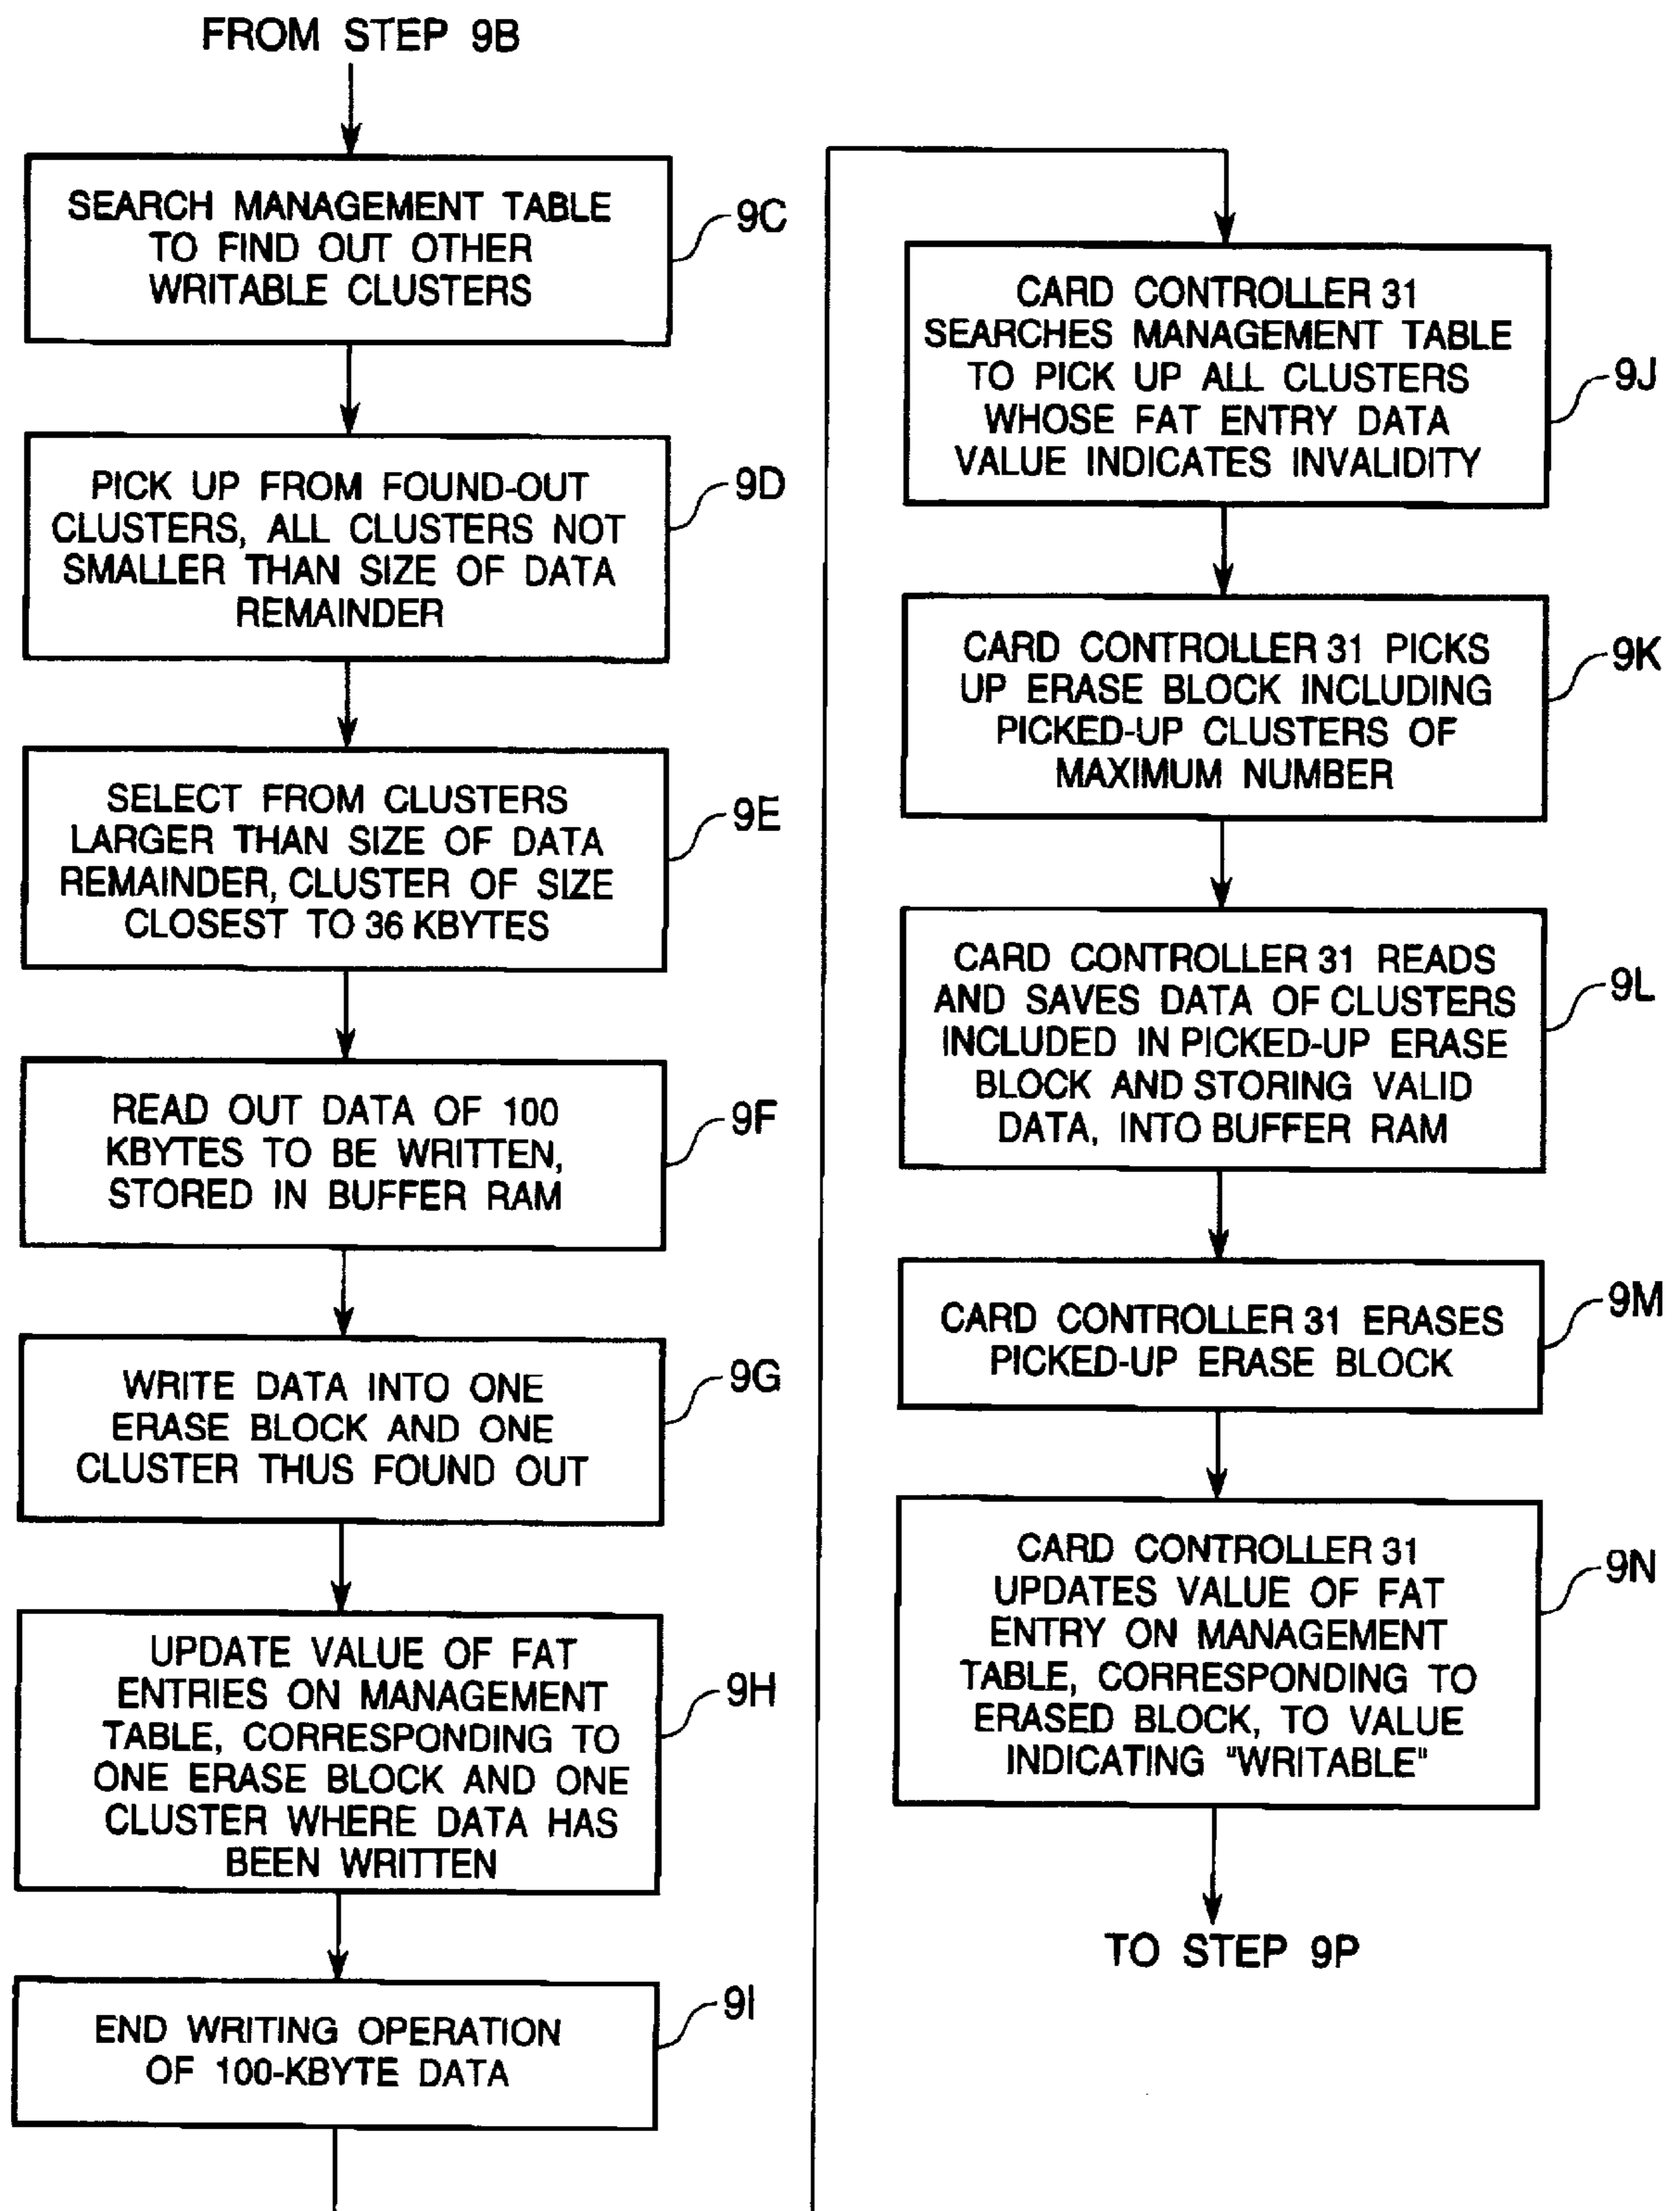 FROM STEP 9B
SEARCH MANAGEMENT TABLE
TO FIND OUT OTHER
WRITABLE CLUSTERS
9C
PICK UP FROM FOUND-OUT
CLUSTERS, ALL CLUSTERS NOT
SMALLER THAN SIZE OF DATA
REMAINDER
9D
SELECT FROM CLUSTERS
LARGER THAN SIZE OF DATA
REMAINDER, CLUSTER OF SIZE
CLOSEST TO 36 KBYTES
9E
READ OUT DATA OF 100
KBYTES TO BE WRITTEN,
STORED IN BUFFER RAM
9F
WRITE DATA INTO ONE
ERASE BLOCK AND ONE
CLUSTER THUS FOUND OUT
9G
UPDATE VALUE OF FAT
ENTRIES ON MANAGEMENT
TABLE, CORRESPONDING TO
ONE ERASE BLOCK AND ONE
CLUSTER WHERE DATA HAS
BEEN WRITTEN
9H
END WRITING OPERATION
OF 100-KBYTE DATA
9I
CARD CONTROLLER 31
SEARCHES MANAGEMENT TABLE
TO PICK UP ALL CLUSTERS
WHOSE FAT ENTRY DATA
VALUE INDICATES INVALIDITY
9J
CARD CONTROLLER 31 PICKS
UP ERASE BLOCK INCLUDING
PICKED-UP CLUSTERS OF
MAXIMUM NUMBER
9K
CARD CONTROLLER 31 READS
AND SAVES DATA OF CLUSTERS
INCLUDED IN PICKED-UP ERASE
BLOCK AND STORING VALID
DATA, INTO BUFFER RAM
9L
CARD CONTROLLER 31 ERASES
PICKED-UP ERASE BLOCK
9M
CARD CONTROLLER 31
UPDATES VALUE OF FAT
ENTRY ON MANAGEMENT
TABLE, CORRESPONDING TO
ERASED BLOCK, TO VALUE
INDICATING "WRITABLE"
9N
TO STEP 9P